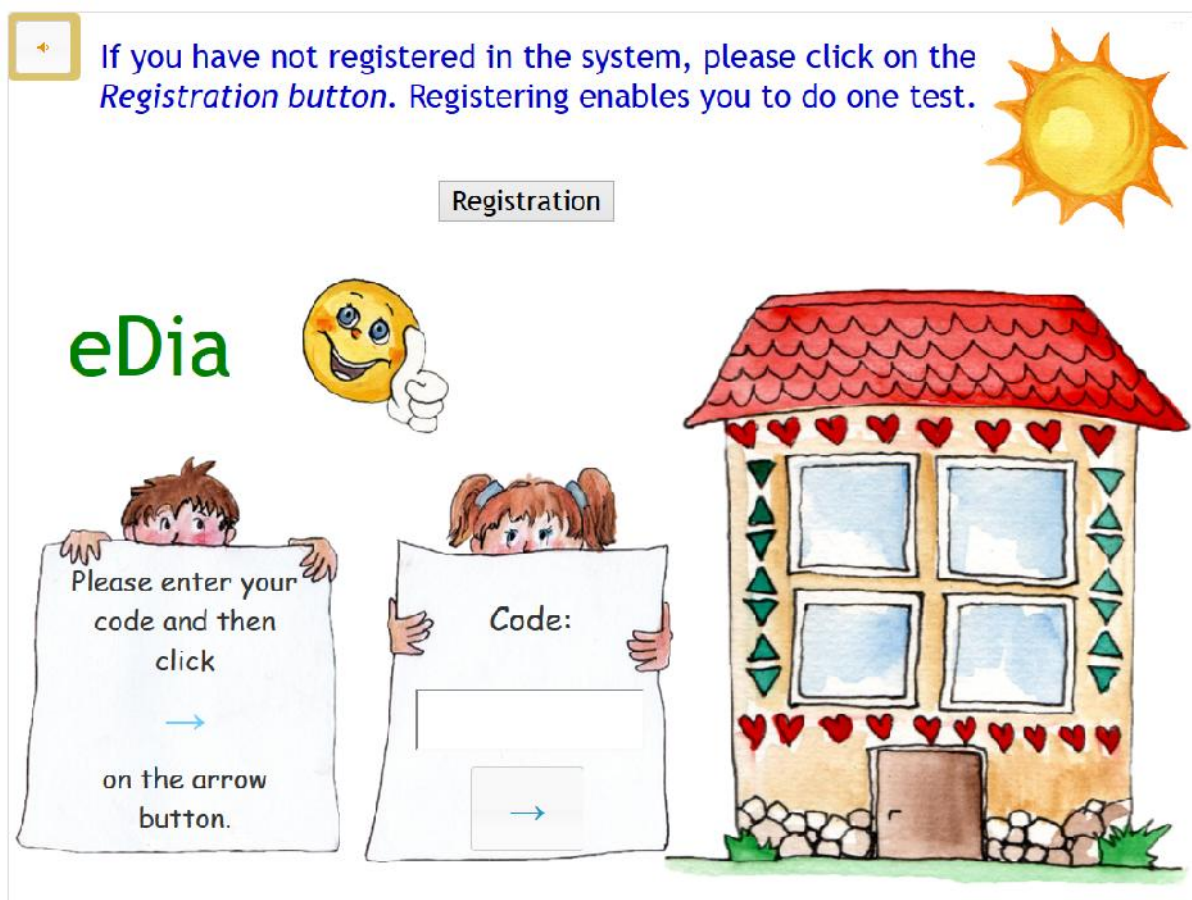 If you have not registered in the system, please click on the
Registration button. Registering enables you to do one test.
Registration
eDia
Please enter your
code and then
click
→
on the arrow
button.
Code:
→